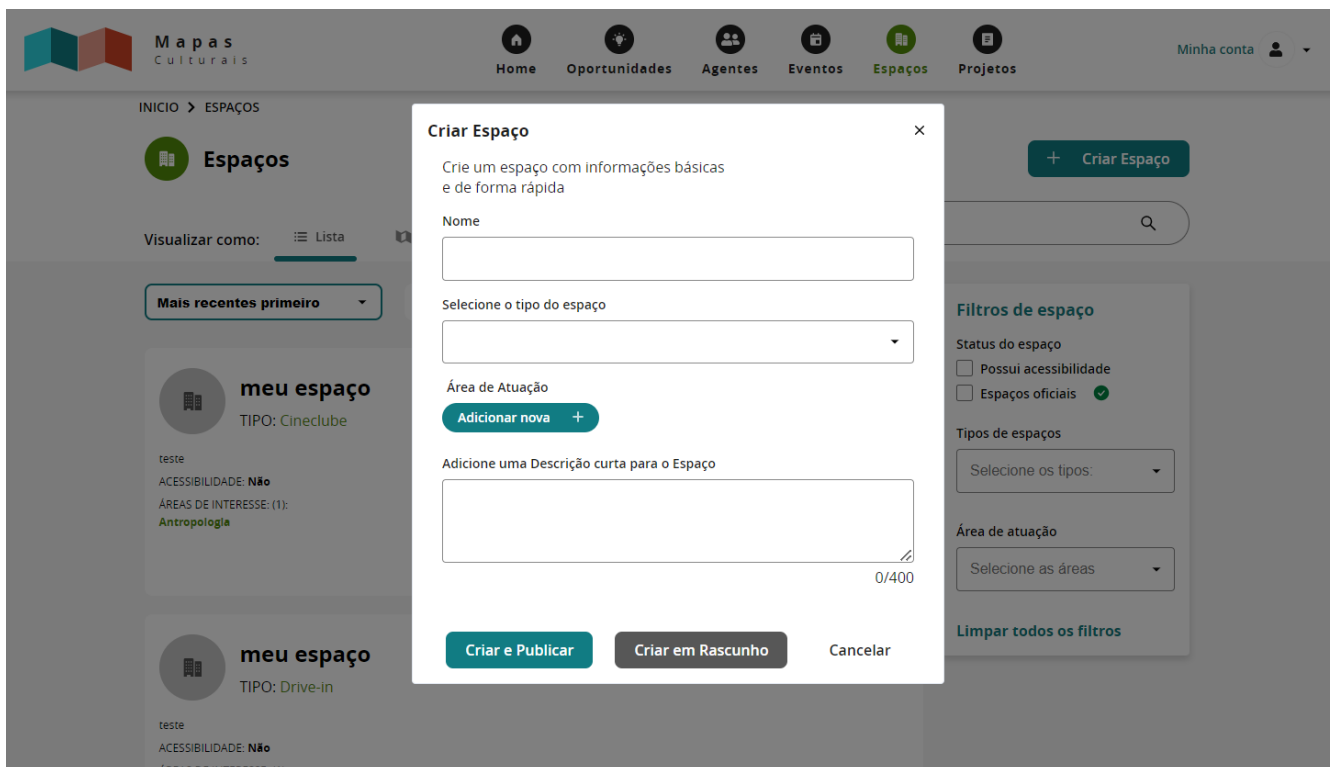 Mapas
Culturais
Home
Oportunidades
Agentes
Eventos
Espaços
Projetos
Minha conta
INICIO > ESPAÇOS
Espaços
+ Criar Espaço
Visualizar como:
Lista
Mais recentes primeiro
meu espaço
TIPO: Cineclube
teste
ACESSIBILIDADE: Não
ÁREAS DE INTERESSE: (1):
Antropologia
meu espaço
TIPO: Drive-in
teste
ACESSIBILIDADE: Não
Criar Espaço
×
Crie um espaço com informações básicas
e de forma rápida
Nome
Selecione o tipo do espaço
Área de Atuação
Adicionar nova +
Adicione uma Descrição curta para o Espaço
0/400
Criar e Publicar
Criar em Rascunho
Cancelar
Filtros de espaço
Status do espaço
Possui acessibilidade
Espaços oficiais
Tipos de espaços
Selecione os tipos:
Área de atuação
Selecione as áreas
Limpar todos os filtros